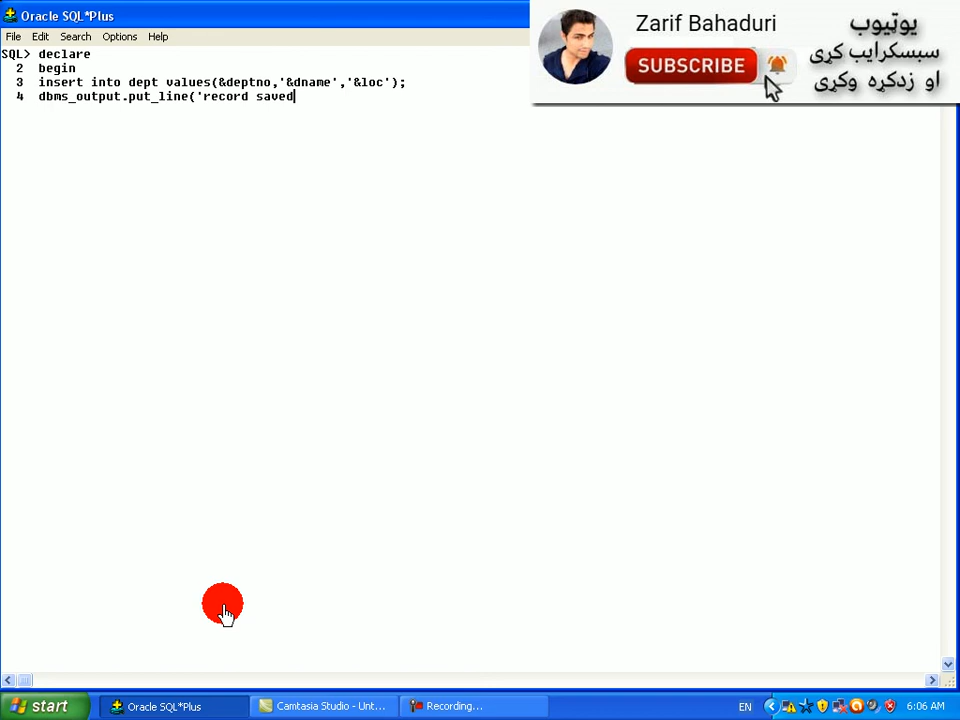 Oracle SQL*Plus
File Edit Search Options Help
SQL> declare
2 begin
3 insert into dept values(&deptno,'&dname','&loc');
4 dbms_output.put_line('record saved
Zarif Bahaduri
SUBSCRIBE
یوټیوب
سبسکرایب کړی
او زدکړه وکړی
start
Oracle SQL*Plus
Camtasia Studio - Unt...
Recording...
EN
6:06 AM